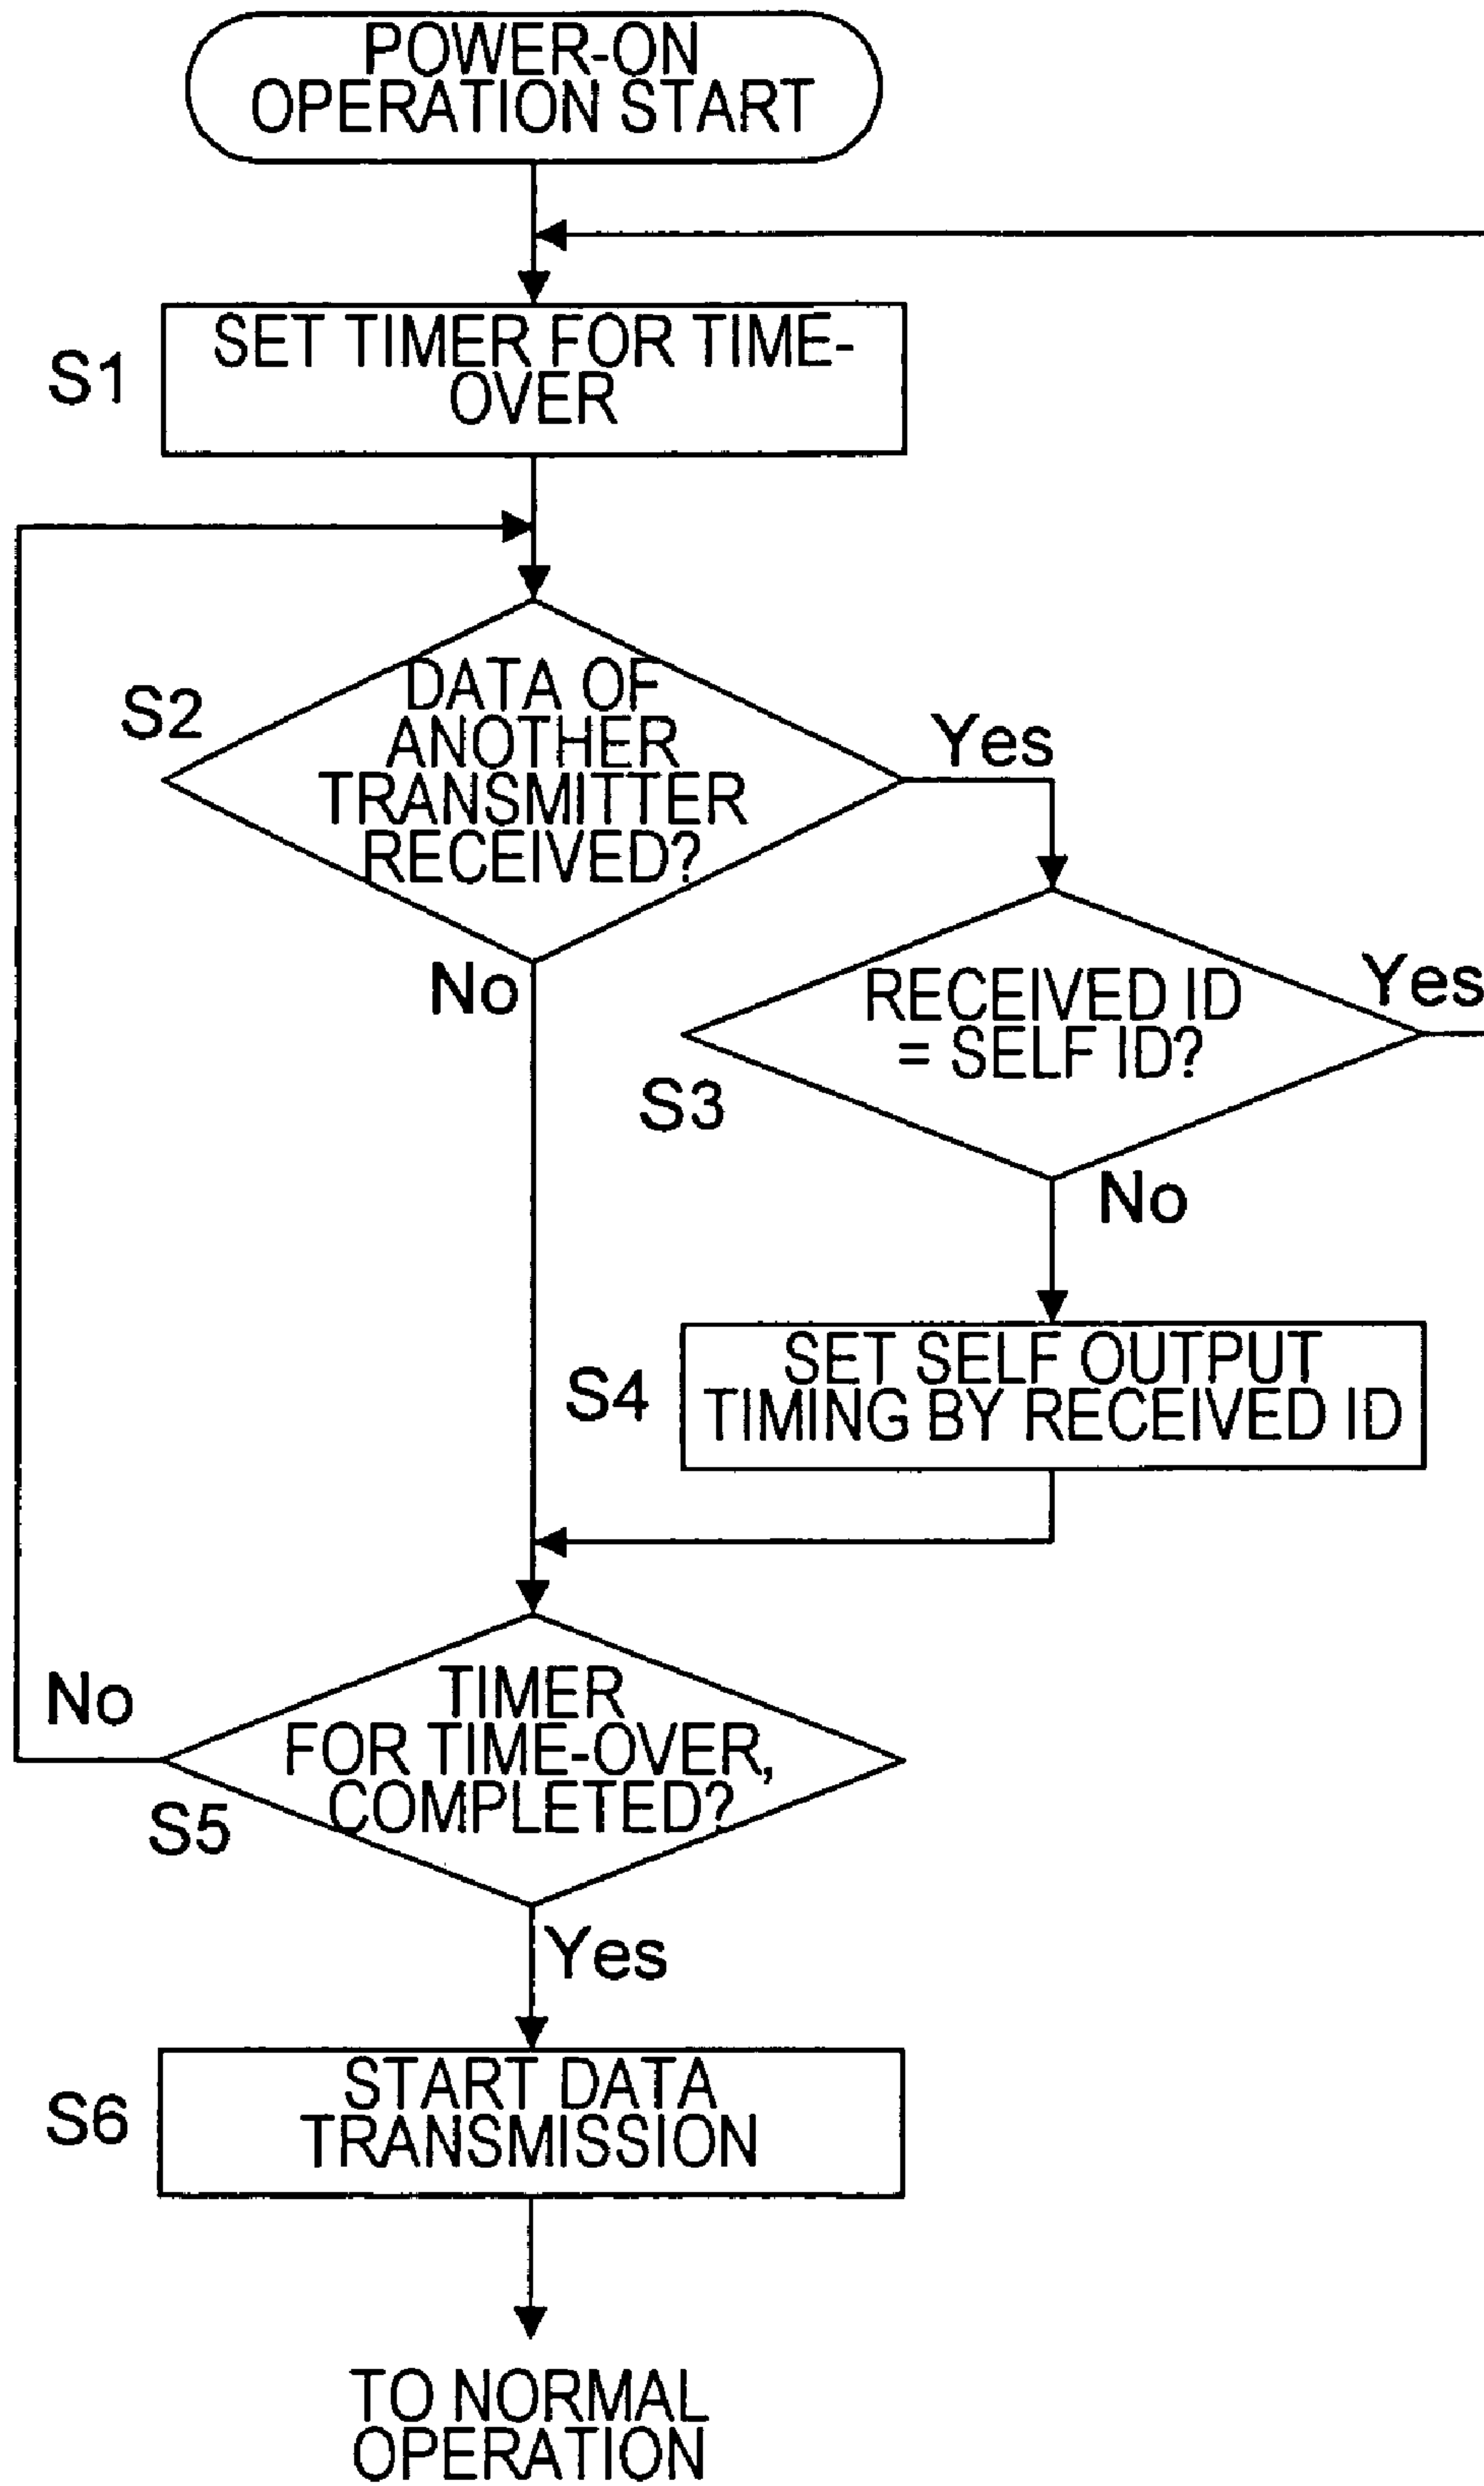 POWER-ON
OPERATION START
S1
SET TIMER FOR TIME-
OVER
S2
DATA OF
ANOTHER
TRANSMITTER
RECEIVED?
Yes
No
RECEIVED ID
= SELF ID?
Yes
S3
No
S4
SET SELF OUTPUT
TIMING BY RECEIVED ID
No
TIMER
FOR TIME-OVER,
COMPLETED?
S5
Yes
S6
START DATA
TRANSMISSION
TO NORMAL
OPERATION